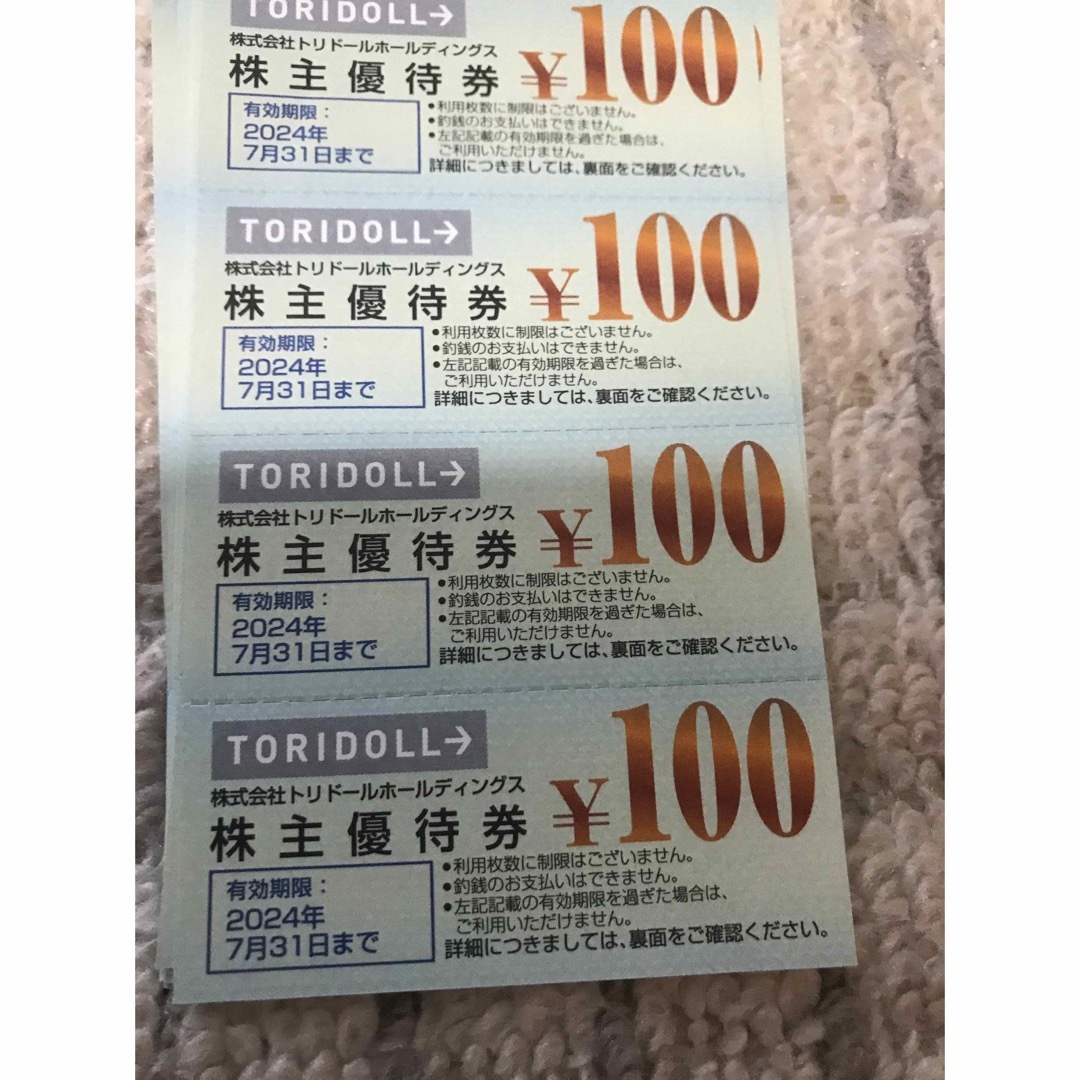 TORIDOLL→
株式会社トリドールホールディングス
株主優待券 ¥100
有効期限：
2024年
7月31日まで
●利用枚数に制限はございません。
●釣銭のお支払いはできません。
●左記記載の有効期限を過ぎた場合は、
ご利用いただけません。
詳細につきましては、裏面をご確認ください。
TORIDOLL→
株式会社トリドールホールディングス
株主優待券 ¥100
有効期限：
2024年
7月31日まで
●利用枚数に制限はございません。
●釣銭のお支払いはできません。
●左記記載の有効期限を過ぎた場合は、
ご利用いただけません。
詳細につきましては、裏面をご確認ください。
TORIDOLL→
株式会社トリドールホールディングス
株主優待券 ¥100
有効期限：
2024年
7月31日まで
●利用枚数に制限はございません。
●釣銭のお支払いはできません。
●左記記載の有効期限を過ぎた場合は、
ご利用いただけません。
詳細につきましては、裏面をご確認ください。
TORIDOLL→
株式会社トリドールホールディングス
株主優待券 ¥100
有効期限：
2024年
7月31日まで
●利用枚数に制限はございません。
●釣銭のお支払いはできません。
●左記記載の有効期限を過ぎた場合は、
ご利用いただけません。
詳細につきましては、裏面をご確認ください。